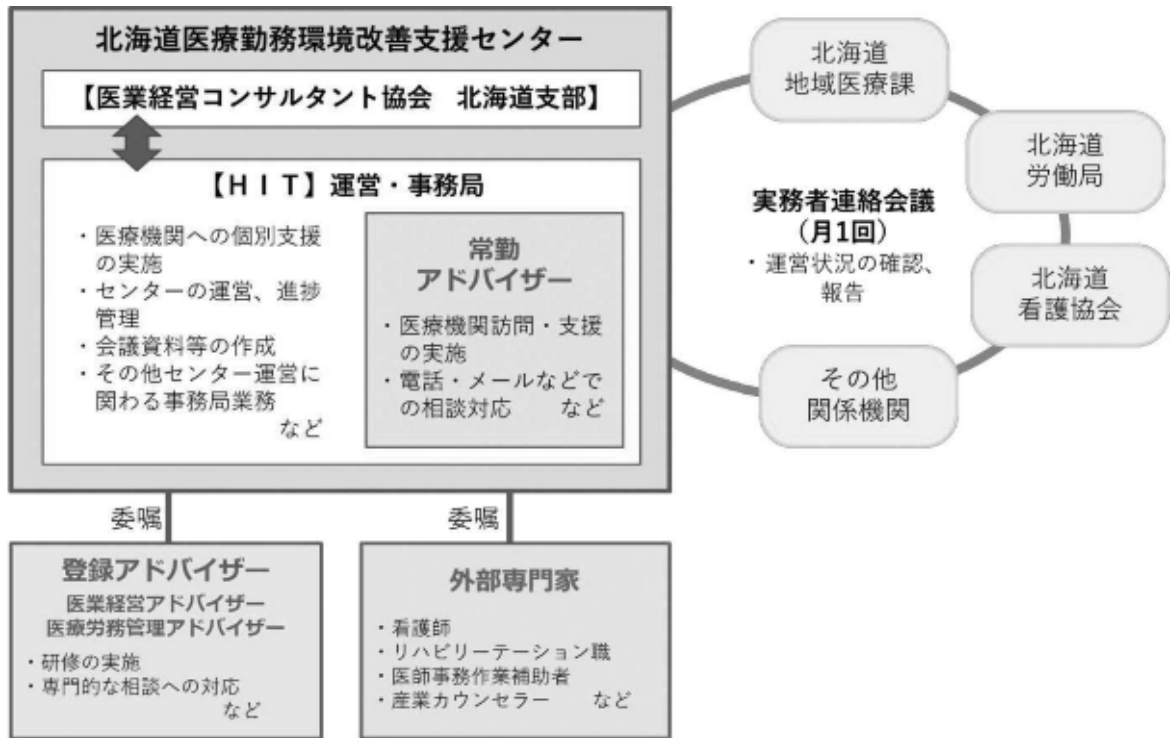 北海道医療勤務環境改善支援センター
【医業経営コンサルタント協会　北海道支部】
【ＨＩＴ】運営・事務局
・医療機関への個別支援
の実施
・センターの運営、進捗
管理
・会議資料等の作成
・その他センター運営に
関わる事務局業務
など
常勤
アドバイザー
・医療機関訪問・支援
の実施
・電話・メールなどで
の相談対応　　など
北海道
地域医療課
北海道
労働局
実務者連絡会議
（月1回）
・運営状況の確認、
報告
北海道
看護協会
その他
関係機関
委嘱
登録アドバイザー
医業経営アドバイザー
医療労務管理アドバイザー
・研修の実施
・専門的な相談への対応
など
委嘱
外部専門家
・看護師
・リハビリーテーション職
・医師事務作業補助者
・産業カウンセラー　　など